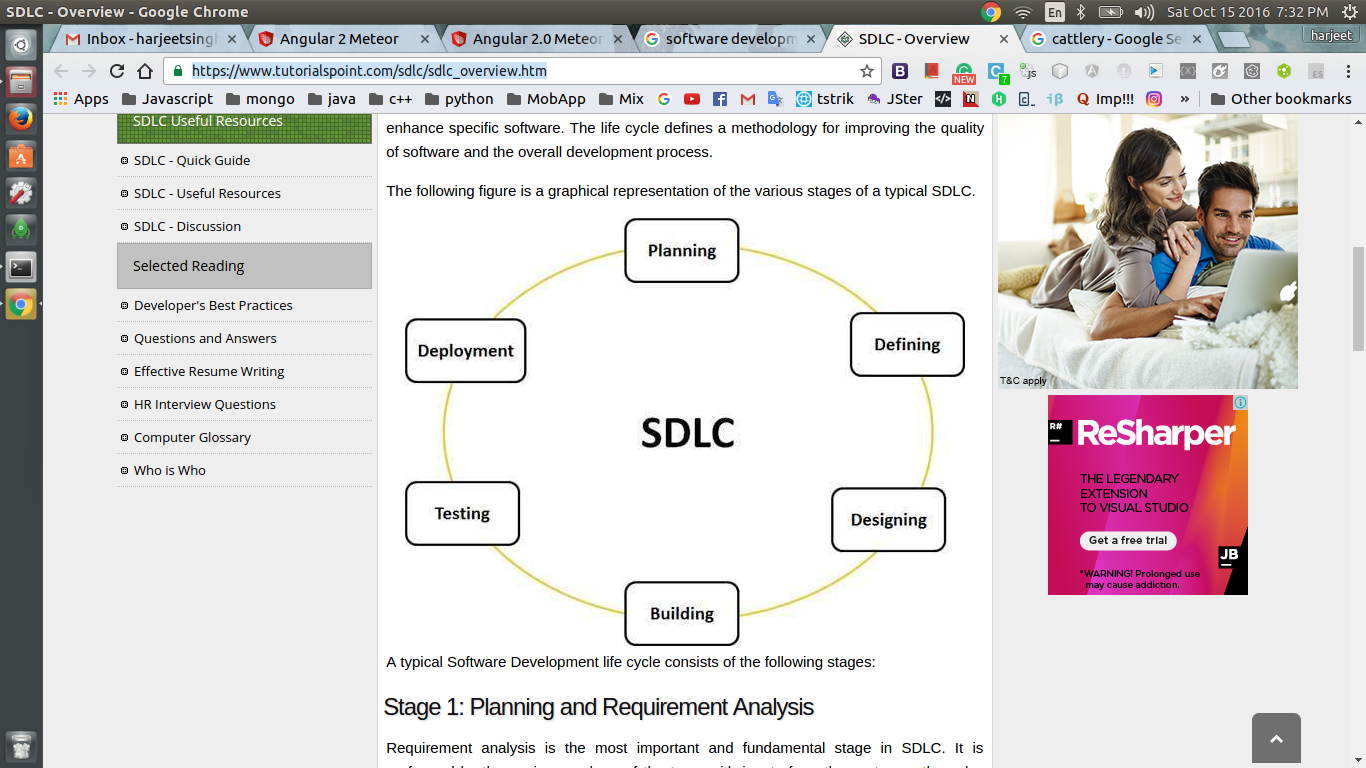 SDLC - Overview - Google Chrome
En
Sat Oct 15 2016 7:32 PM
Inbox - harjeetsing
Angular 2 Meteor
Angular 2.0 Meteor
software developm
SDLC - Overview
cattlery - Google Se
harjeet
https://www.tutorialspoint.com/sdlc/sdlc_overview.htm
NEW
7
js
ES
Apps
Javascript
mongo
java
c++
python
MobApp
Mix
tstrik
JSter
Imp!!!
»
Other bookmarks
SDLC Useful Resources
SDLC - Quick Guide
SDLC - Useful Resources
SDLC - Discussion
Selected Reading
Developer's Best Practices
Questions and Answers
Effective Resume Writing
HR Interview Questions
Computer Glossary
Who is Who
enhance specific software. The life cycle defines a methodology for improving the quality
of software and the overall development process.
The following figure is a graphical representation of the various stages of a typical SDLC.
Planning
Deployment
Defining
SDLC
Testing
Designing
Building
A typical Software Development life cycle consists of the following stages:
Stage 1: Planning and Requirement Analysis
Requirement analysis is the most important and fundamental stage in SDLC. It is
T&C apply
R#
ReSharper
THE LEGENDARY
EXTENSION
TO VISUAL STUDIO
Get a free trial
JB
*WARNING! Prolonged use
may cause addiction.